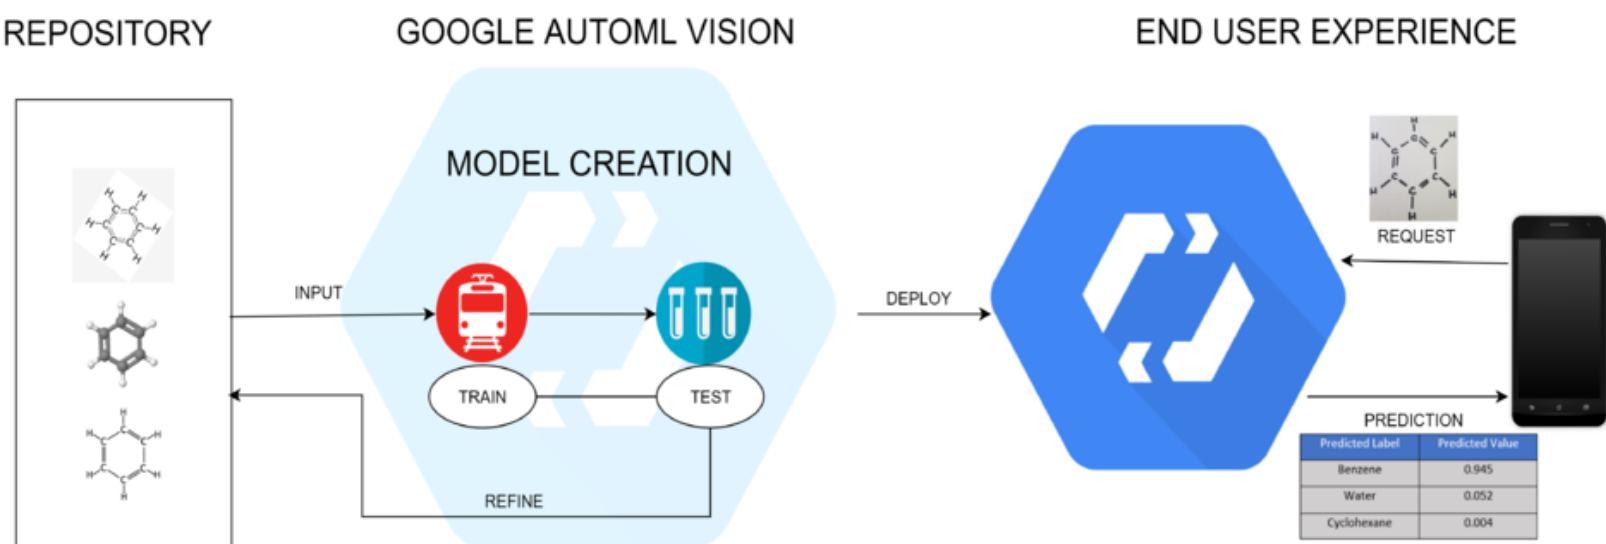 REPOSITORY
GOOGLE AUTOML VISION
END USER EXPERIENCE
MODEL CREATION
INPUT
TRAIN
TEST
REFINE
DEPLOY
REQUEST
PREDICTION
Predicted Label Predicted Value
Benzene 0.945
Water 0.052
Cyclohexane 0.004